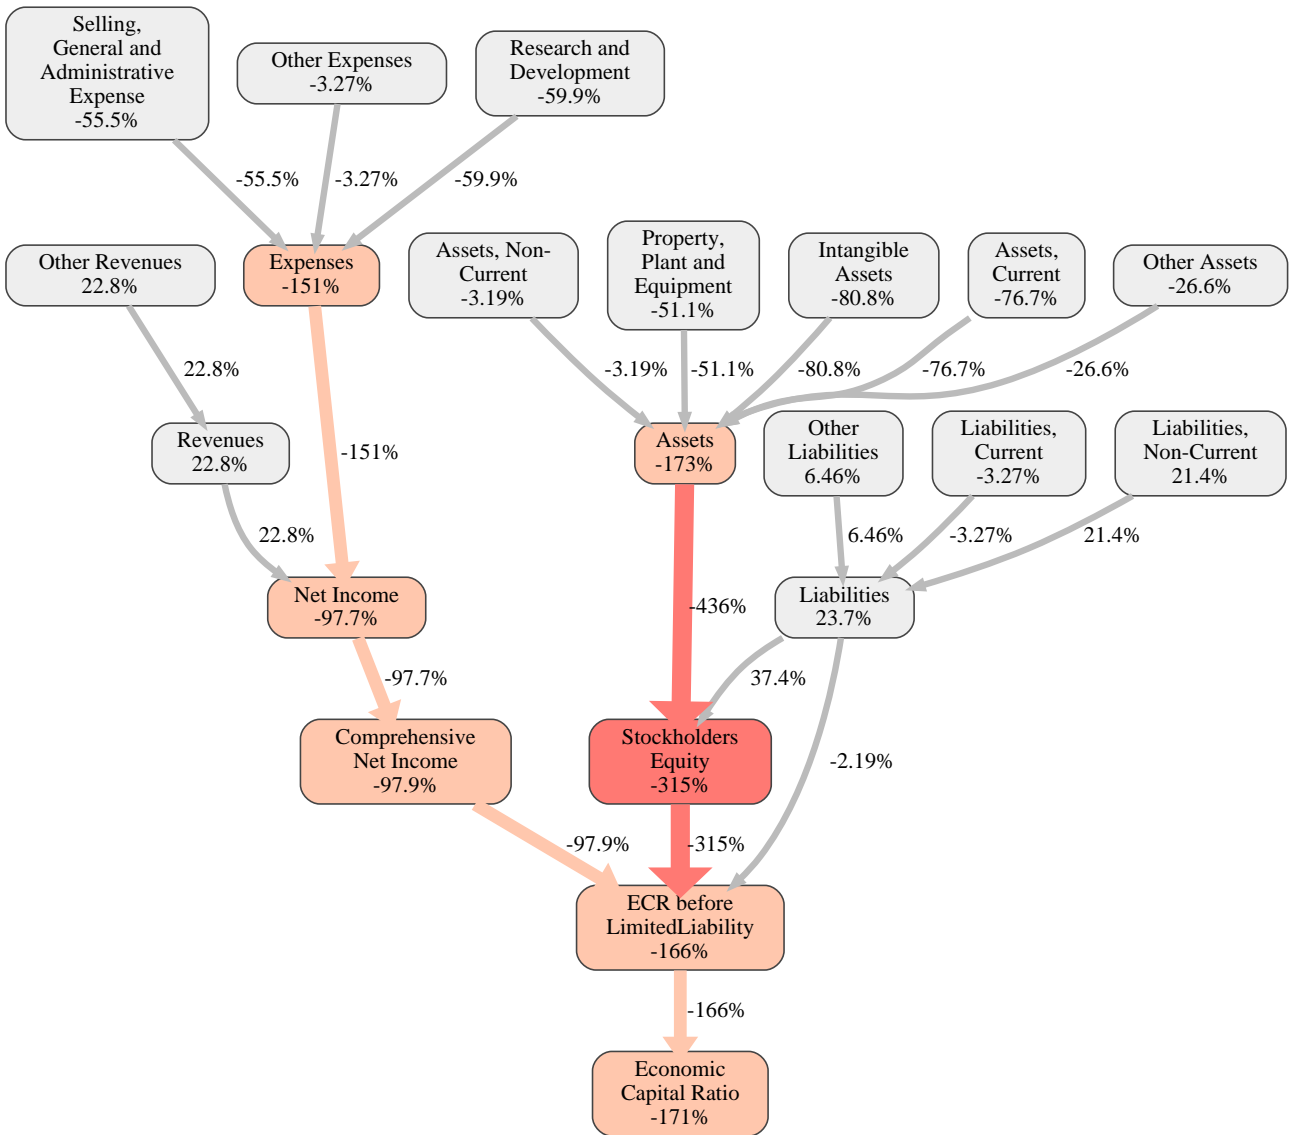 Selling,
General and
Administrative
Expense
-55.5%
Other Expenses
-3.27%
Research and
Development
-59.9%
-55.5%
-3.27%
-59.9%
Other Revenues
22.8%
Expenses
-151%
Assets, Non-
Current
-3.19%
Property,
Plant and
Equipment
-51.1%
Intangible
Assets
-80.8%
Assets,
Current
-76.7%
Other Assets
-26.6%
22.8%
-3.19%
-51.1%
-80.8%
-76.7%
-26.6%
Revenues
22.8%
-151%
Assets
-173%
Other
Liabilities
6.46%
Liabilities,
Current
-3.27%
Liabilities,
Non-Current
21.4%
22.8%
6.46%
-3.27%
21.4%
Net Income
-97.7%
-436%
Liabilities
23.7%
-97.7%
37.4%
Comprehensive
Net Income
-97.9%
Stockholders
Equity
-315%
-2.19%
-97.9%
-315%
ECR before
LimitedLiability
-166%
-166%
Economic
Capital Ratio
-171%